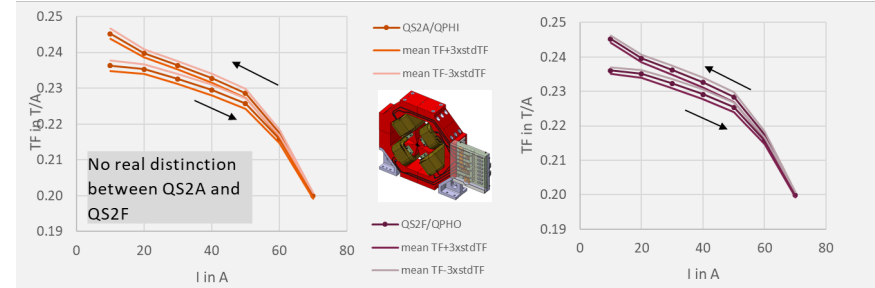 0.25
0.24
0.23
0.22
0.21
0.20
0.19
TF in T/A
No real distinction
between QS2A and
QS2F
0
20
40
60
80
I in A
QS2A/QPHI
mean TF+3xstdTF
mean TF-3xstdTF
QS2F/QPHO
mean TF+3xstdTF
mean TF-3xstdTF
0.25
0.24
0.23
0.22
0.21
0.20
0.19
TF in T/A
0
20
40
60
80
I in A